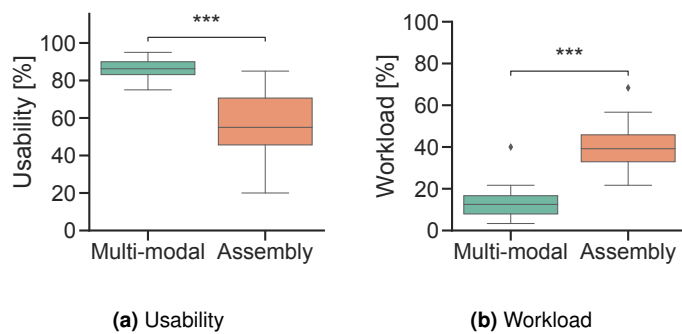 ***
100
80
60
40
20
0
Usability [%]
Multi-modal Assembly
(a) Usability
100
80
60
40
20
0
Workload [%]
***
Multi-modal Assembly
(b) Workload